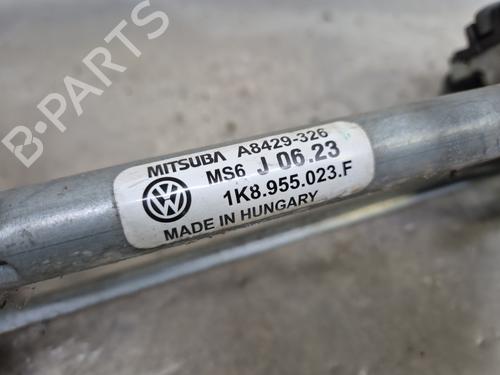 MITSUBA A8429-326
MS6 J 06.23
1K8.955.023.F
MADE IN HUNGARY
B-PARTS